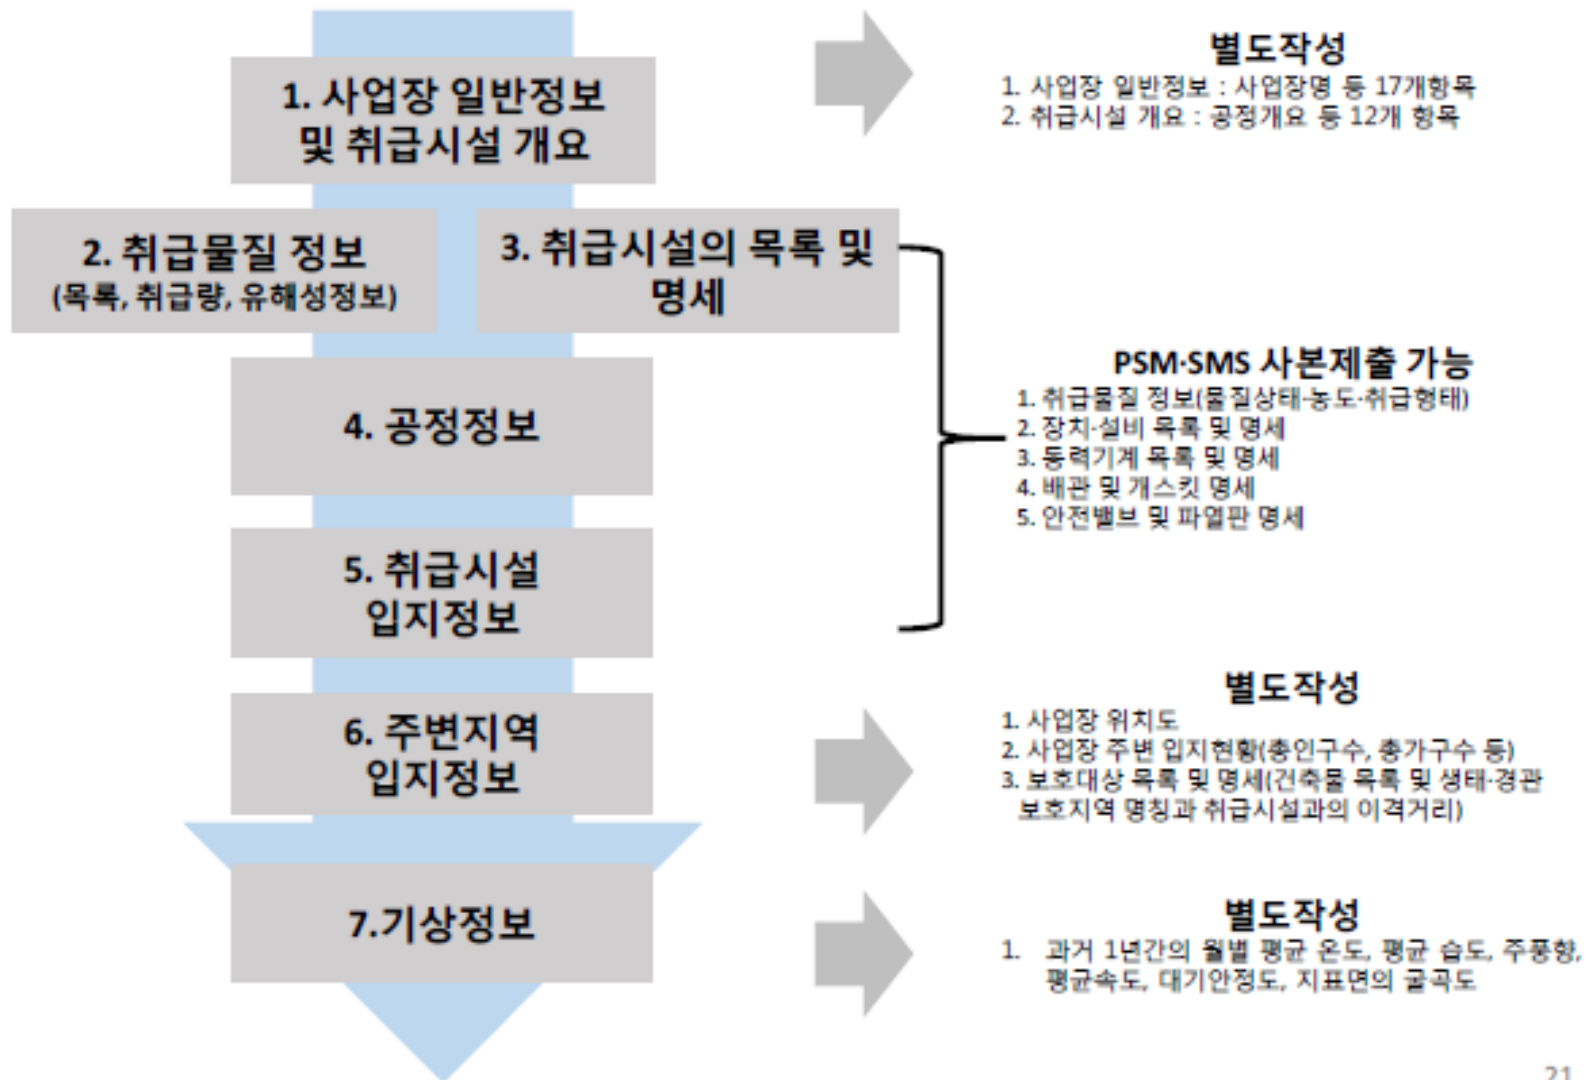 1. 사업장 일반정보
및 취급시설 개요
별도작성
1. 사업장 일반정보 : 사업장명 등 17개항목
2. 취급시설 개요 : 공정개요 등 12개 항목
2. 취급물질 정보
(목록, 취급량, 유해성정보)
3. 취급시설의 목록 및
명세
4. 공정정보
5. 취급시설
입지정보
PSM·SMS 사본제출 가능
1. 취급물질 정보(물질상태·농도·취급형태)
2. 장치·설비 목록 및 명세
3. 동력기계 목록 및 명세
4. 배관 및 개스킷 명세
5. 안전밸브 및 파열판 명세
6. 주변지역
입지정보
별도작성
1. 사업장 위치도
2. 사업장 주변 입지현황(총인구수, 총가구수 등)
3. 보호대상 목록 및 명세(건축물 목록 및 생태·경관
보호지역 명칭과 취급시설과의 이격거리)
7.기상정보
별도작성
1. 과거 1년간의 월별 평균 온도, 평균 습도, 주풍향,
평균속도, 대기안정도, 지표면의 굴곡도
21